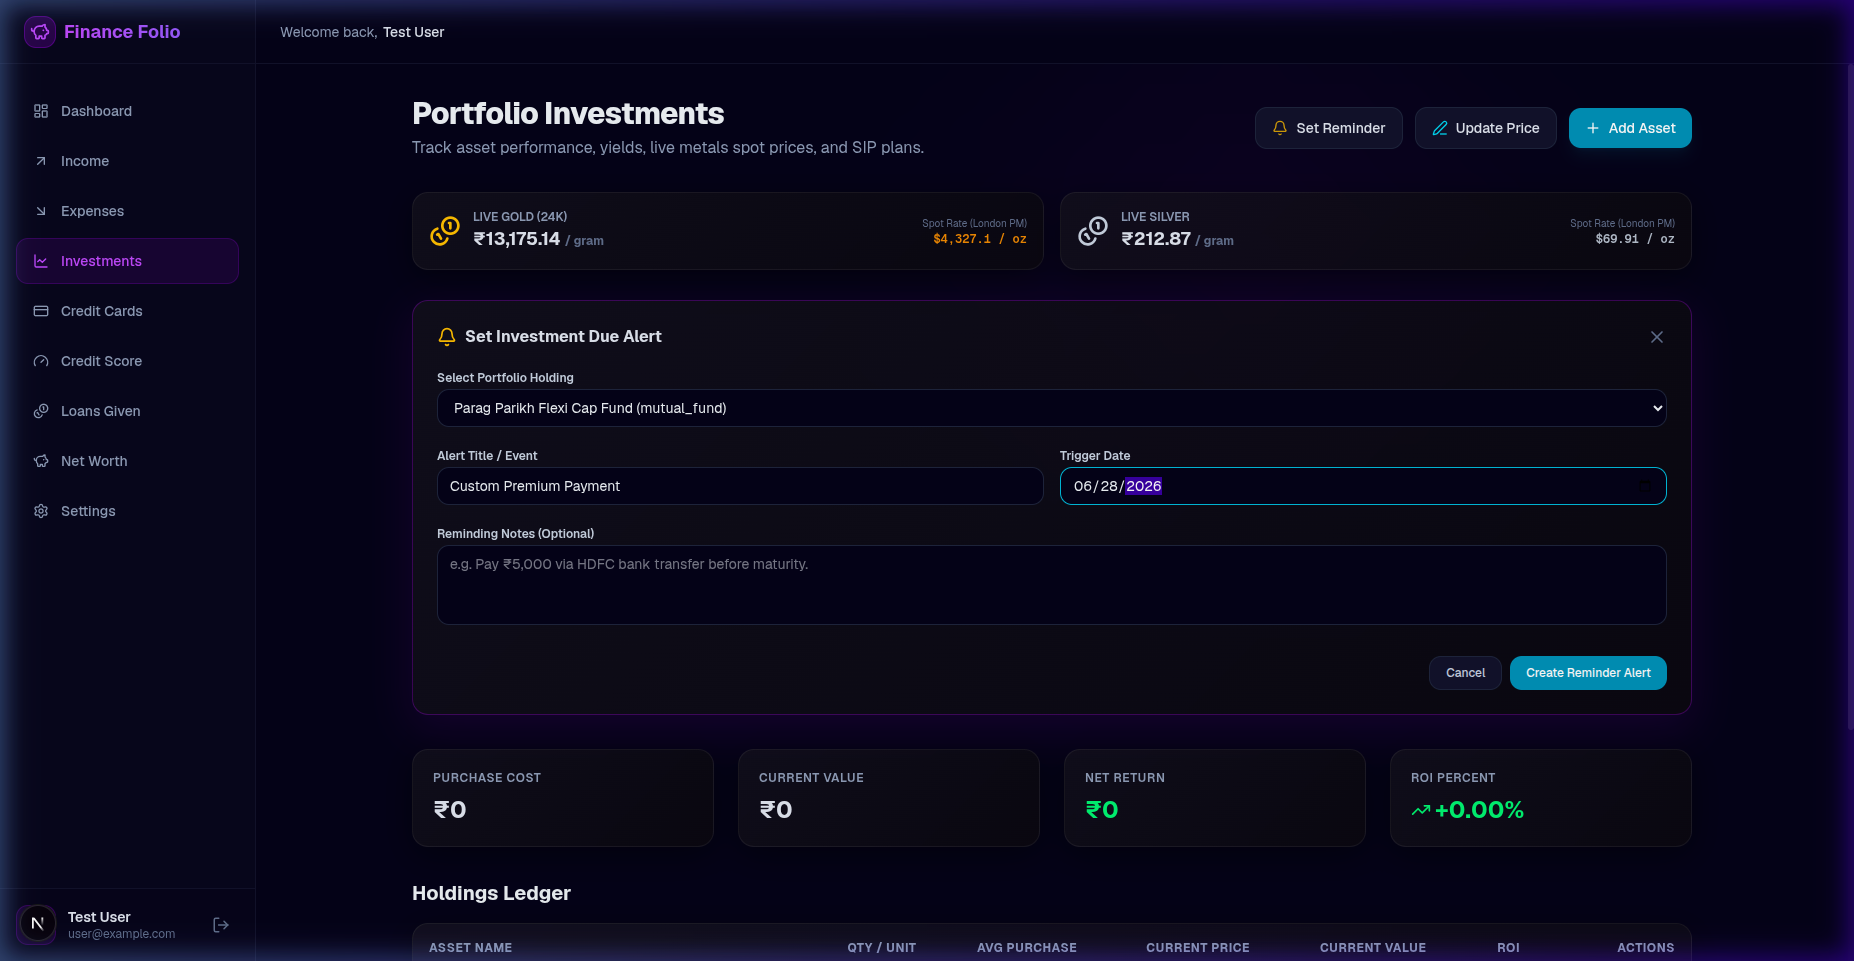 Finance Folio
Welcome back, Test User
Dashboard
Income
Expenses
Investments
Credit Cards
Credit Score
Loans Given
Net Worth
Settings
Test User
user@example.com
N
Portfolio Investments
Track asset performance, yields, live metals spot prices, and SIP plans.
Set Reminder
Update Price
Add Asset
LIVE GOLD (24K)
₹13,175.14 / gram
Spot Rate (London PM)
$4,327.1 / oz
LIVE SILVER
₹212.87 / gram
Spot Rate (London PM)
$69.91 / oz
Set Investment Due Alert
Select Portfolio Holding
Parag Parikh Flexi Cap Fund (mutual_fund)
Alert Title / Event
Custom Premium Payment
Trigger Date
06/28/2026
Reminding Notes (Optional)
e.g. Pay ₹5,000 via HDFC bank transfer before maturity.
Cancel
Create Reminder Alert
PURCHASE COST
₹0
CURRENT VALUE
₹0
NET RETURN
₹0
ROI PERCENT
+0.00%
Holdings Ledger
ASSET NAME QTY / UNIT AVG PURCHASE CURRENT PRICE CURRENT VALUE ROI ACTIONS